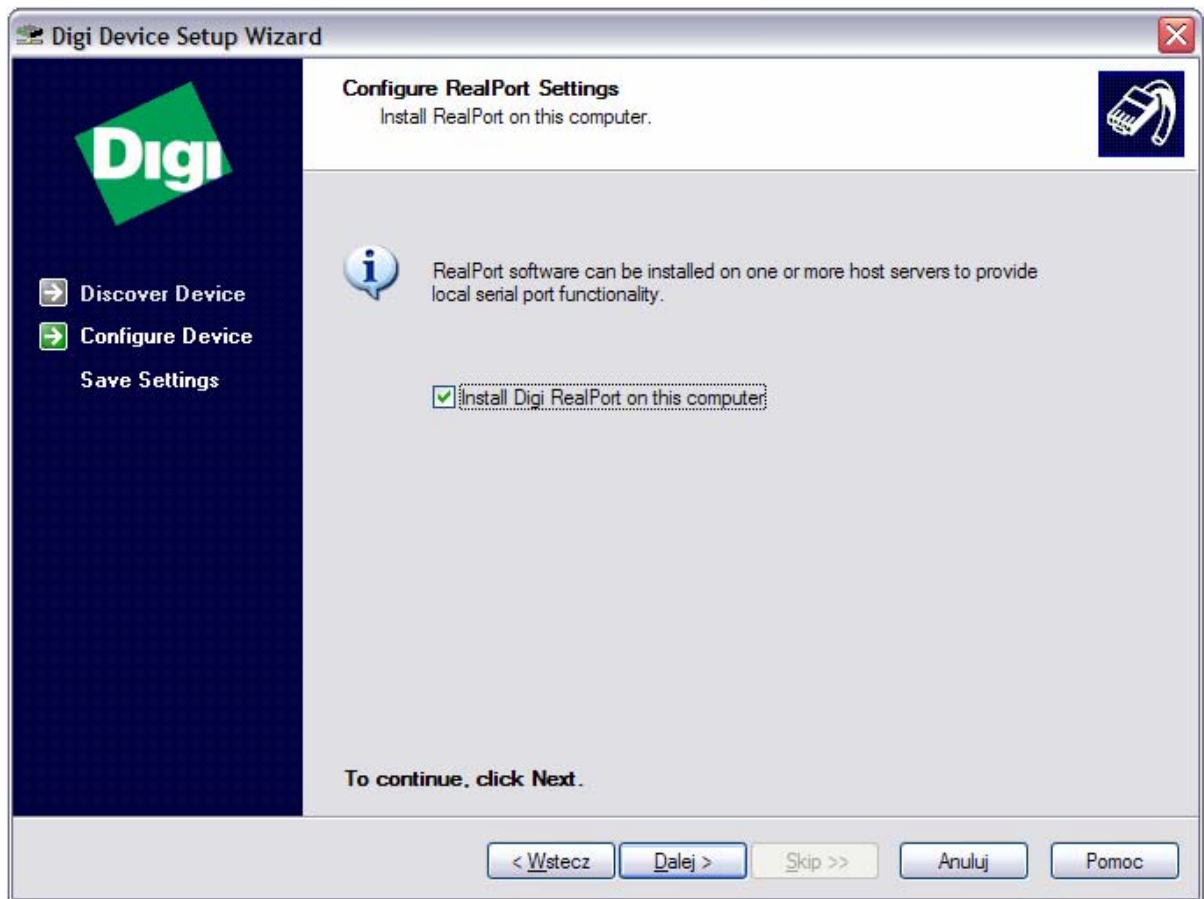 Digi Device Setup Wizard
Digi
Discover Device
Configure Device
Save Settings
Configure RealPort Settings
Install RealPort on this computer.
RealPort software can be installed on one or more host servers to provide
local serial port functionality.
Install Digi RealPort on this computer
To continue, click Next.
< Wstecz
Dalej >
Skip >>
Anuluj
Pomoc